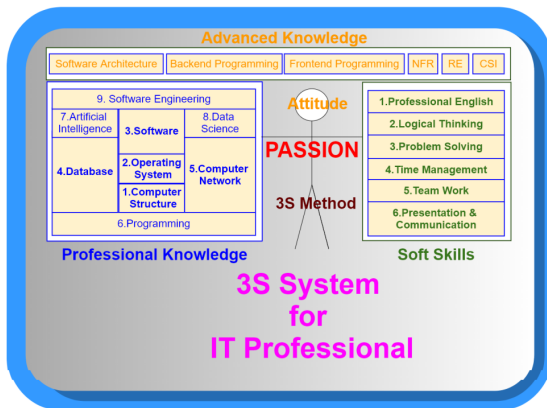 Advanced Knowledge
Software Architecture
Backend Programming
Frontend Programming
NFR
RE
CSI
9. Software Engineering
7.Artificial
Intelligence
3.Software
8.Data
Science
4.Database
2.Operating
System
5.Computer
Network
1.Computer
Structure
6.Programming
Professional Knowledge
Attitude
PASSION
3S Method
1.Professional English
2.Logical Thinking
3.Problem Solving
4.Time Management
5.Team Work
6.Presentation &
Communication
Soft Skills
3S System
for
IT Professional